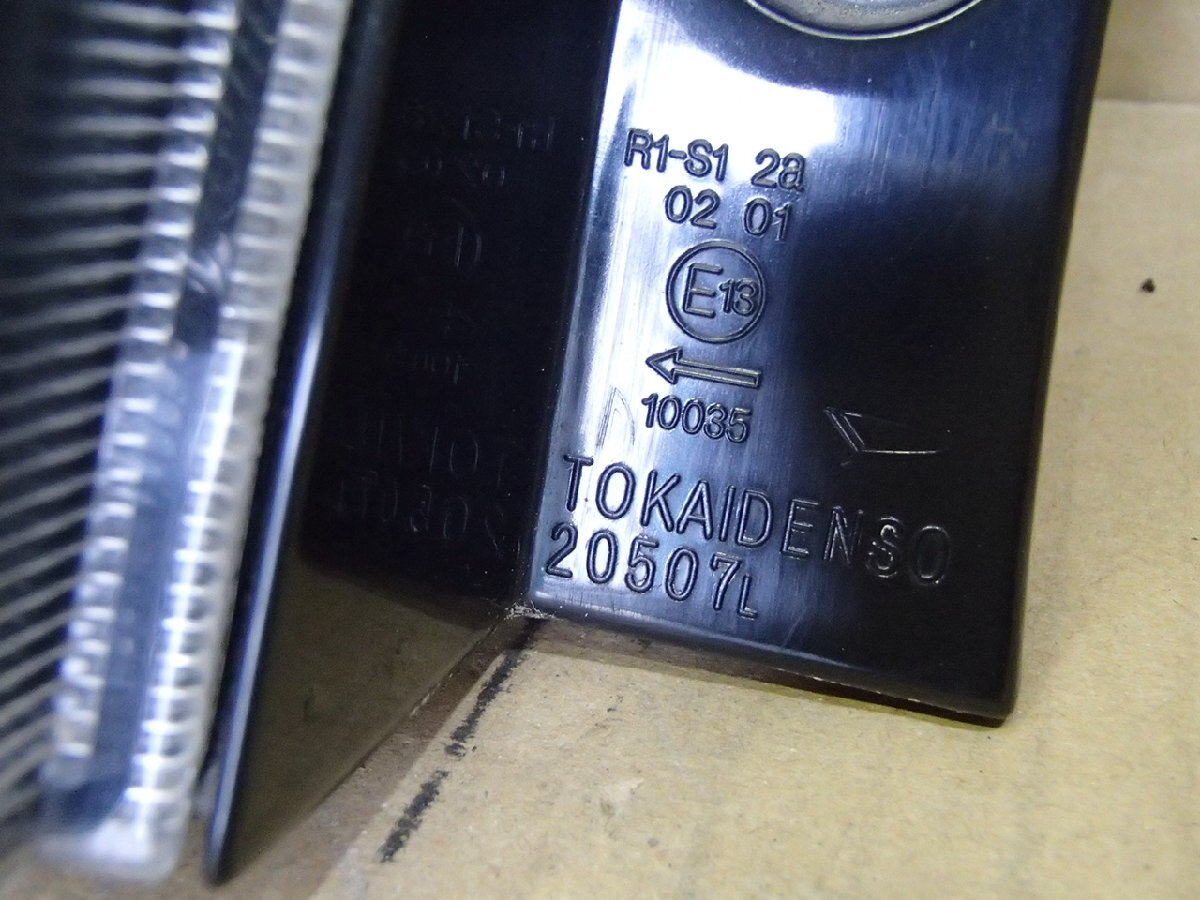 R1-S1 2a
02 01
E13
10035
TOKAIDENSO
20507L